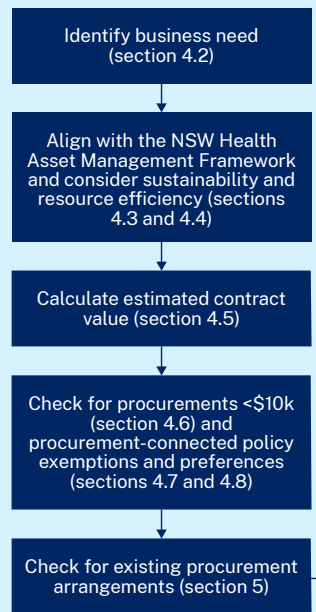 Identify business need
(section 4.2)
Align with the NSW Health
Asset Management Framework
and consider sustainability and
resource efficiency (sections
4.3 and 4.4)
Calculate estimated contract
value (section 4.5)
Check for procurements <$10k
(section 4.6) and
procurement-connected policy
exemptions and preferences
(sections 4.7 and 4.8)
Check for existing procurement
arrangements (section 5)